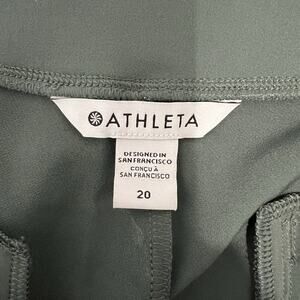 ATHLETA
DESIGNED IN
SAN FRANCISCO
CONÇU À
SAN FRANCISCO
20